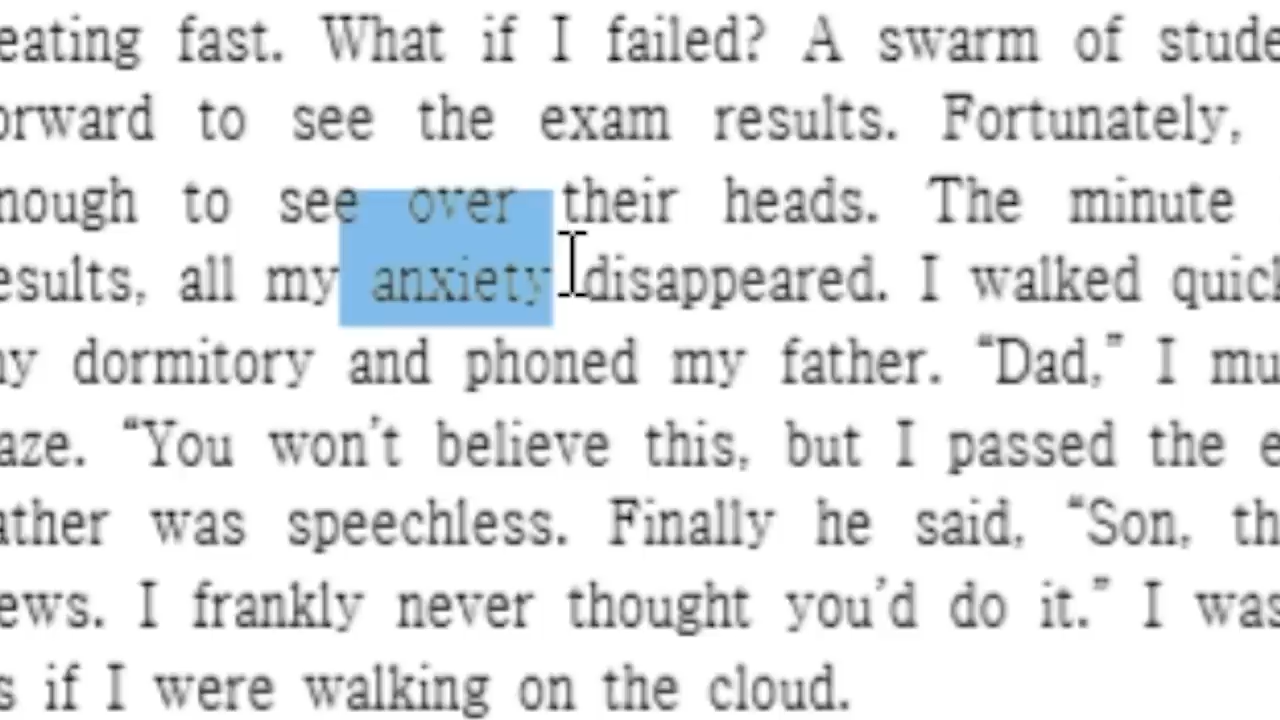 eating fast. What if I failed? A swarm of stude
orward to see the exam results. Fortunately,
nough to see over their heads. The minute
esults, all my anxiety disappeared. I walked quick
ny dormitory and phoned my father. “Dad,” I mu
aze. “You won't believe this, but I passed the e
ather was speechless. Finally he said, “Son, th
ews. I frankly never thought you'd do it.” I was
s if I were walking on the cloud.